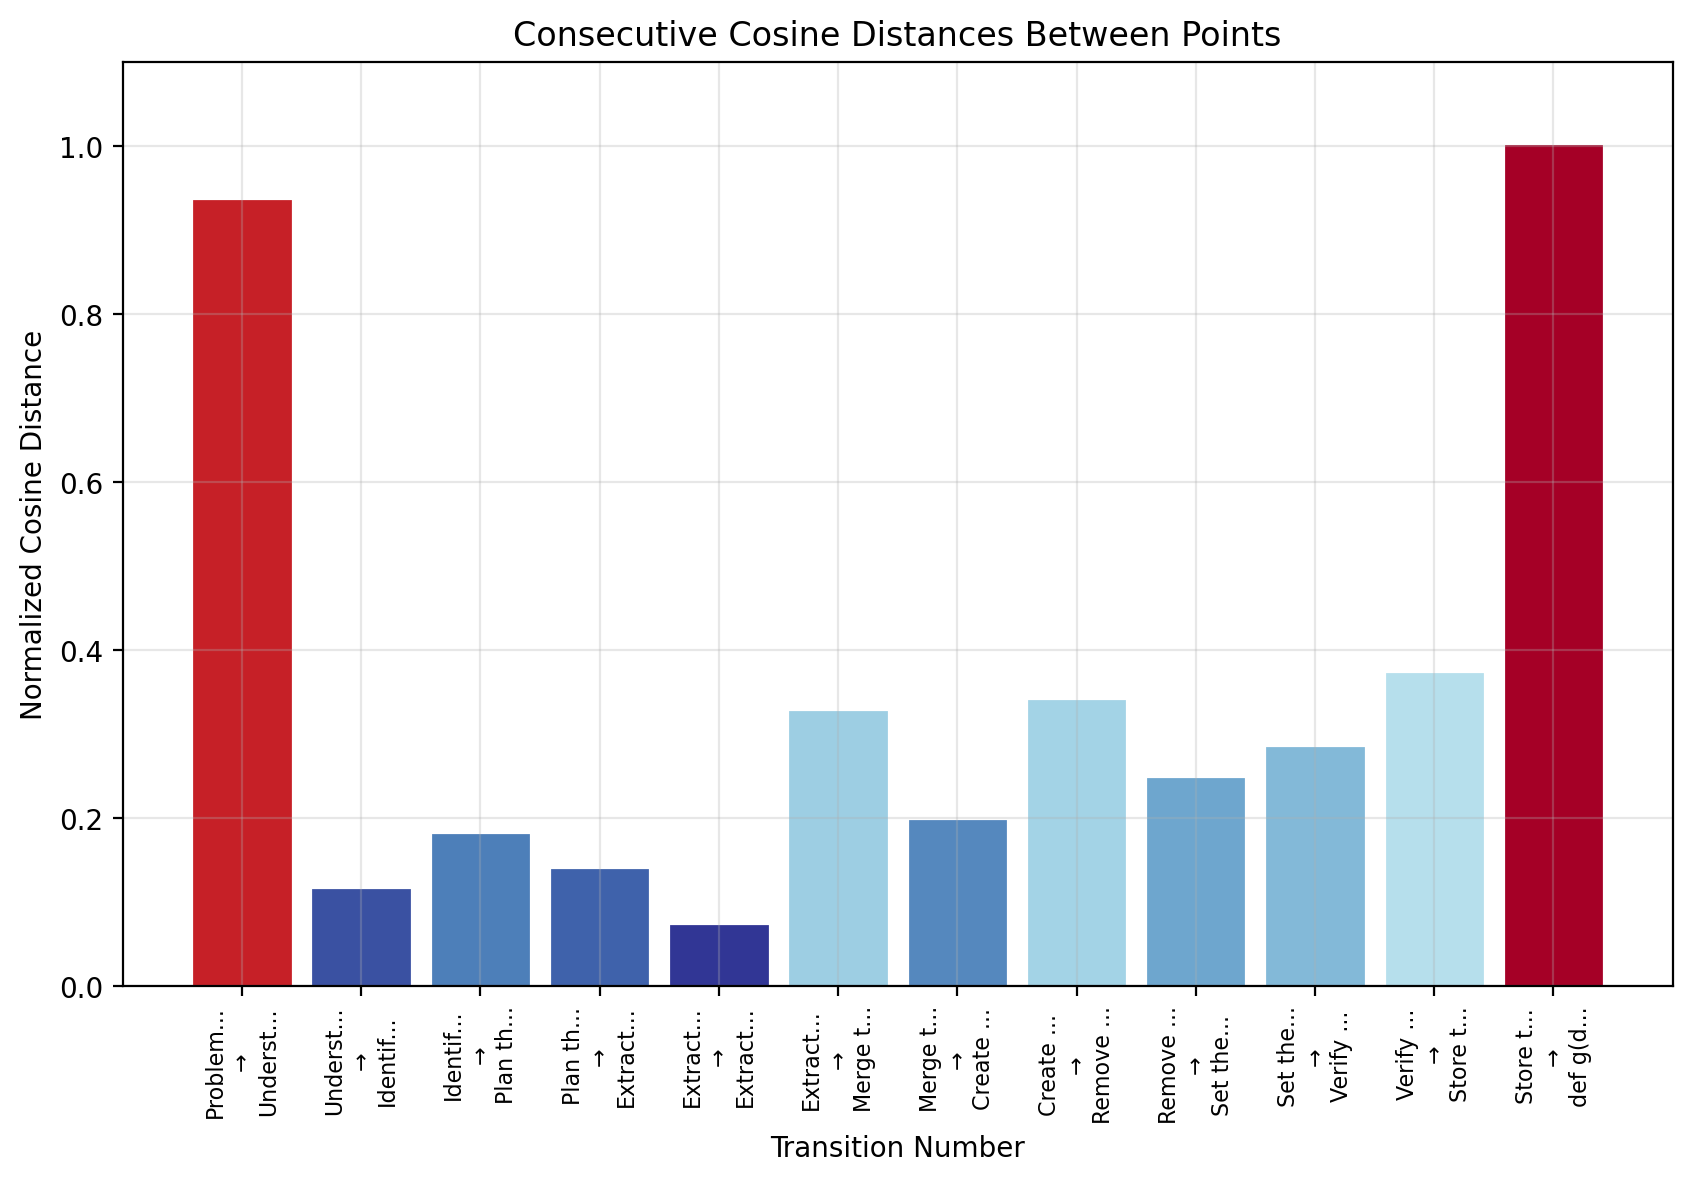 Consecutive Cosine Distances Between Points
Normalized Cosine Distance
1.0
0.8
0.6
0.4
0.2
0.0
Problem...
→
Underst...
Underst...
→
Identif...
Identif...
→
Plan th...
Plan th...
→
Extract...
Extract...
→
Extract...
Extract...
→
Merge t...
Merge t...
→
Create ...
Create ...
→
Remove ...
Remove ...
→
Set the...
Set the...
→
Verify ...
Verify ...
→
Store t...
Store t...
→
def g(d...
Transition Number